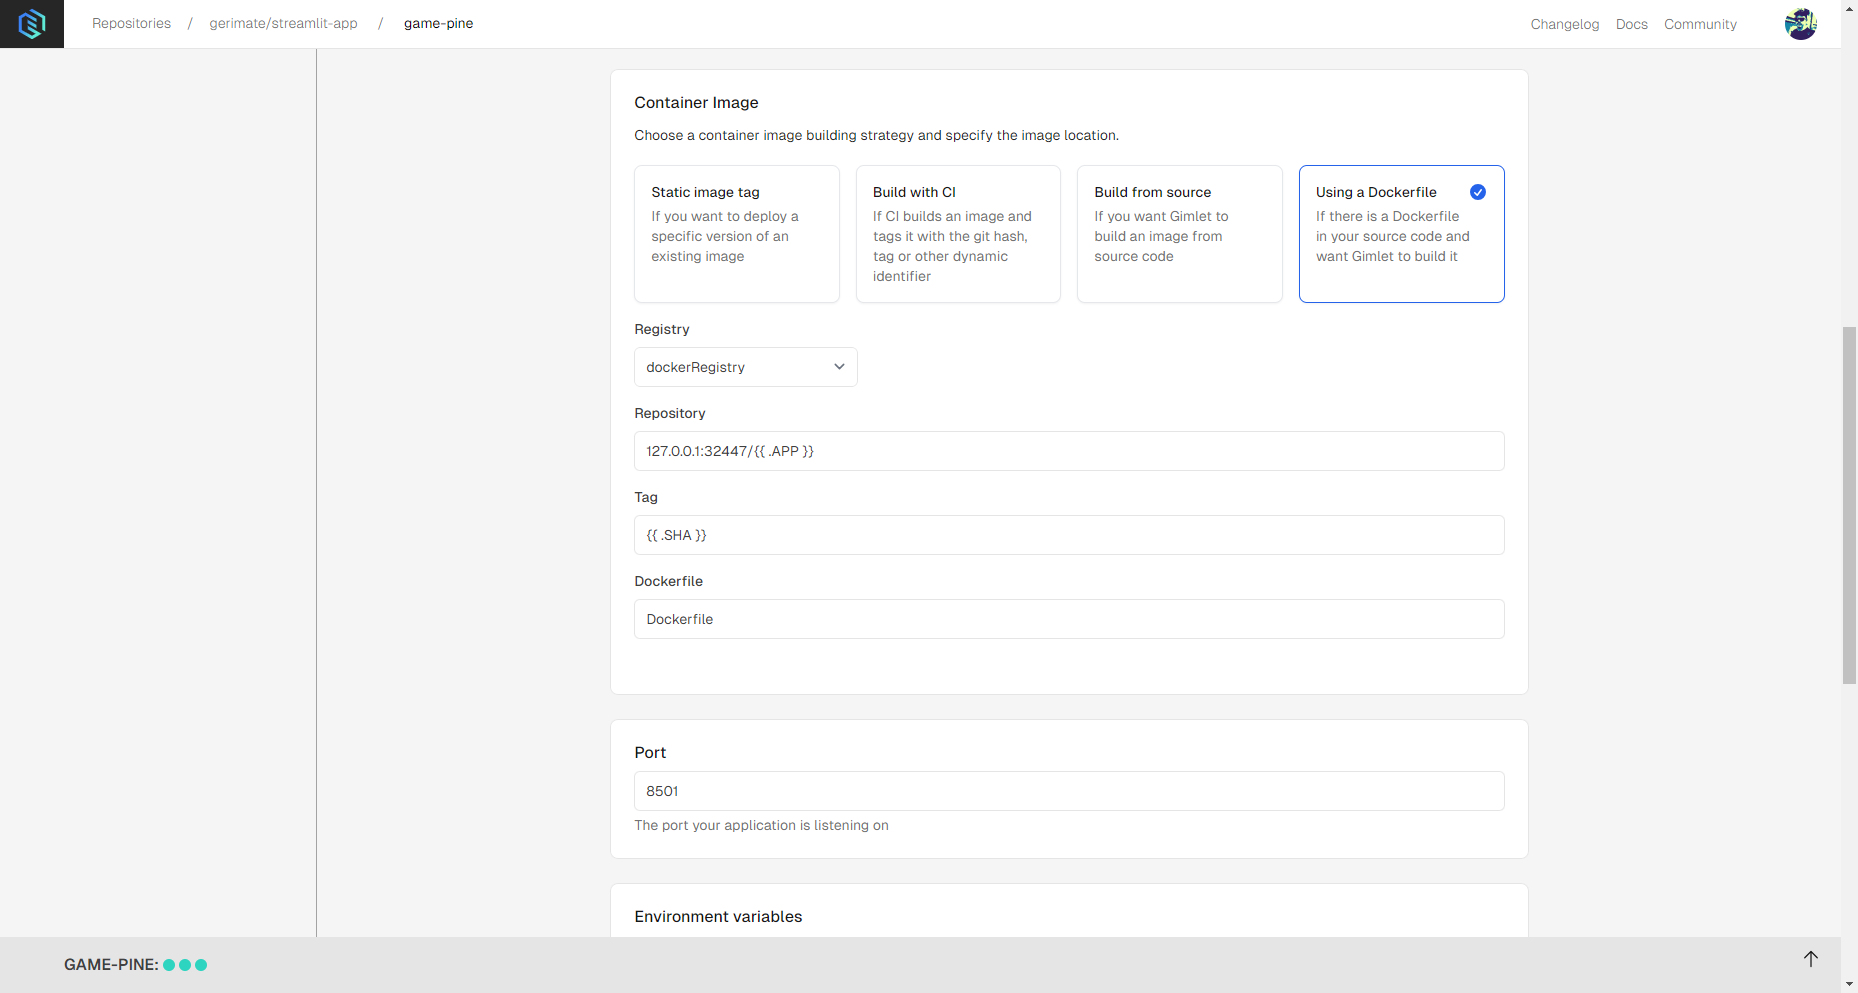 Repositories / gerimate/streamlit-app / game-pine
Changelog Docs Community
Container Image
Choose a container image building strategy and specify the image location.
Static image tag
If you want to deploy a
specific version of an
existing image
Build with CI
If CI builds an image and
tags it with the git hash,
tag or other dynamic
identifier
Build from source
If you want Gimlet to
build an image from
source code
Using a Dockerfile
If there is a Dockerfile
in your source code and
want Gimlet to build it
Registry
dockerRegistry
Repository
127.0.0.1:32447/{{ .APP }}
Tag
{{ .SHA }}
Dockerfile
Dockerfile
Port
8501
The port your application is listening on
Environment variables
GAME-PINE: